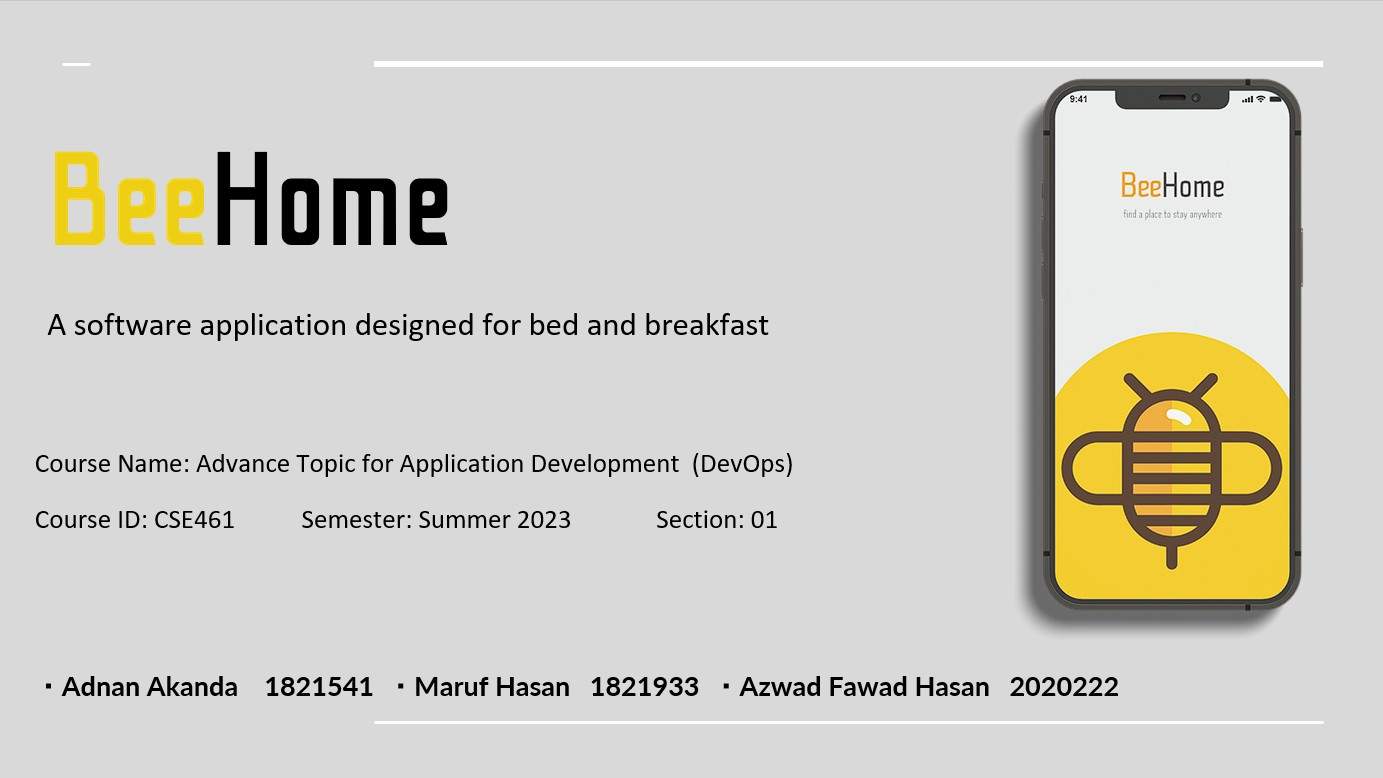 BeeHome
A software application designed for bed and breakfast
Course Name: Advance Topic for Application Development (DevOps)
Course ID: CSE461 Semester: Summer 2023 Section: 01
▪ Adnan Akanda 1821541 ▪ Maruf Hasan 1821933 ▪ Azwad Fawad Hasan 2020222
9:41
BeeHome
find a place to stay anywhere